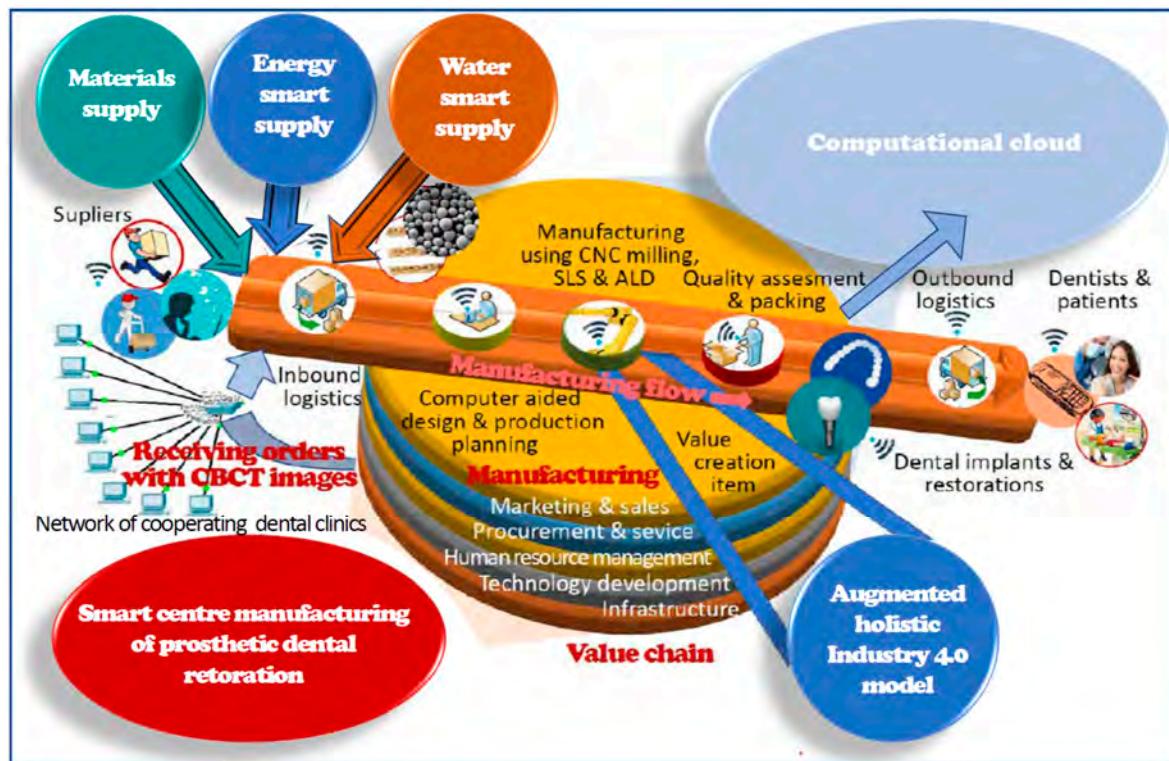 Materials
supply
Energy
smart
supply
Water
smart
supply
Computational cloud
Supliers
Manufacturing
using CNC milling,
SLS & ALD
Quality assesment
& packing
Outbound
logistics
Dentists &
patients
Inbound
logistics
Manufacturing flow
Computer aided
design & production
planning
Receiving orders
with CBCT images
Network of cooperating dental clinics
Manufacturing
Value
creation
item
Dental implants &
restorations
Marketing & sales
Procurement & sevice
Human resource management
Technology development
Infrastructure
Value chain
Smart centre manufacturing
of prosthetic dental
retoration
Augmented
holistic
Industry 4.0
model